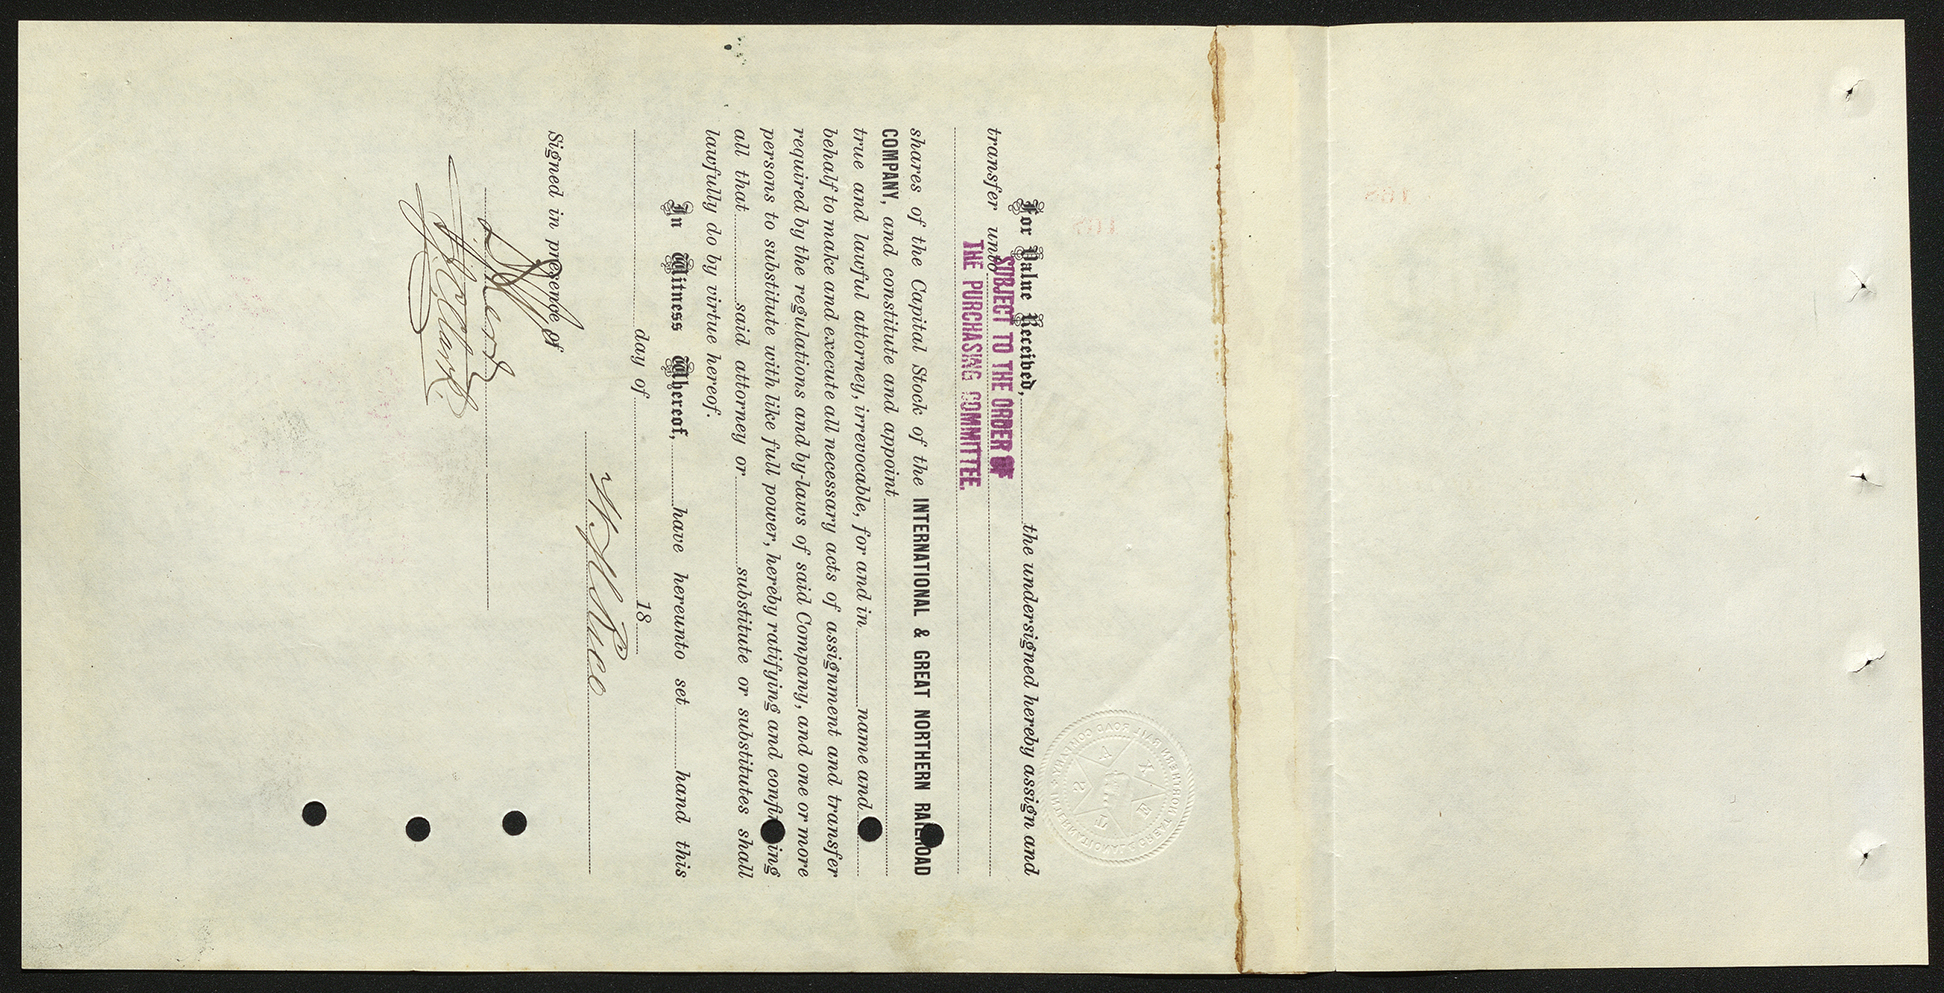 For Value Received, the undersigned hereby assign and
transfer unto
SUBJECT TO THE ORDER OF
THE PURCHASING COMMITTEE.
shares of the Capital Stock of the INTERNATIONAL & GREAT NORTHERN RAILROAD
COMPANY, and constitute and appoint
true and lawful attorney, irrevocable, for and in name and
behalf to make and execute all necessary acts of assignment and transfer
required by the regulations and by-laws of said Company, and one or more
persons to substitute with like full power, hereby ratifying and confirming
all that said attorney or substitute or substitutes shall
lawfully do by virtue hereof.
In Witness Whereof, have hereunto set hand this
day of 18
Signed in presence of
Clark.